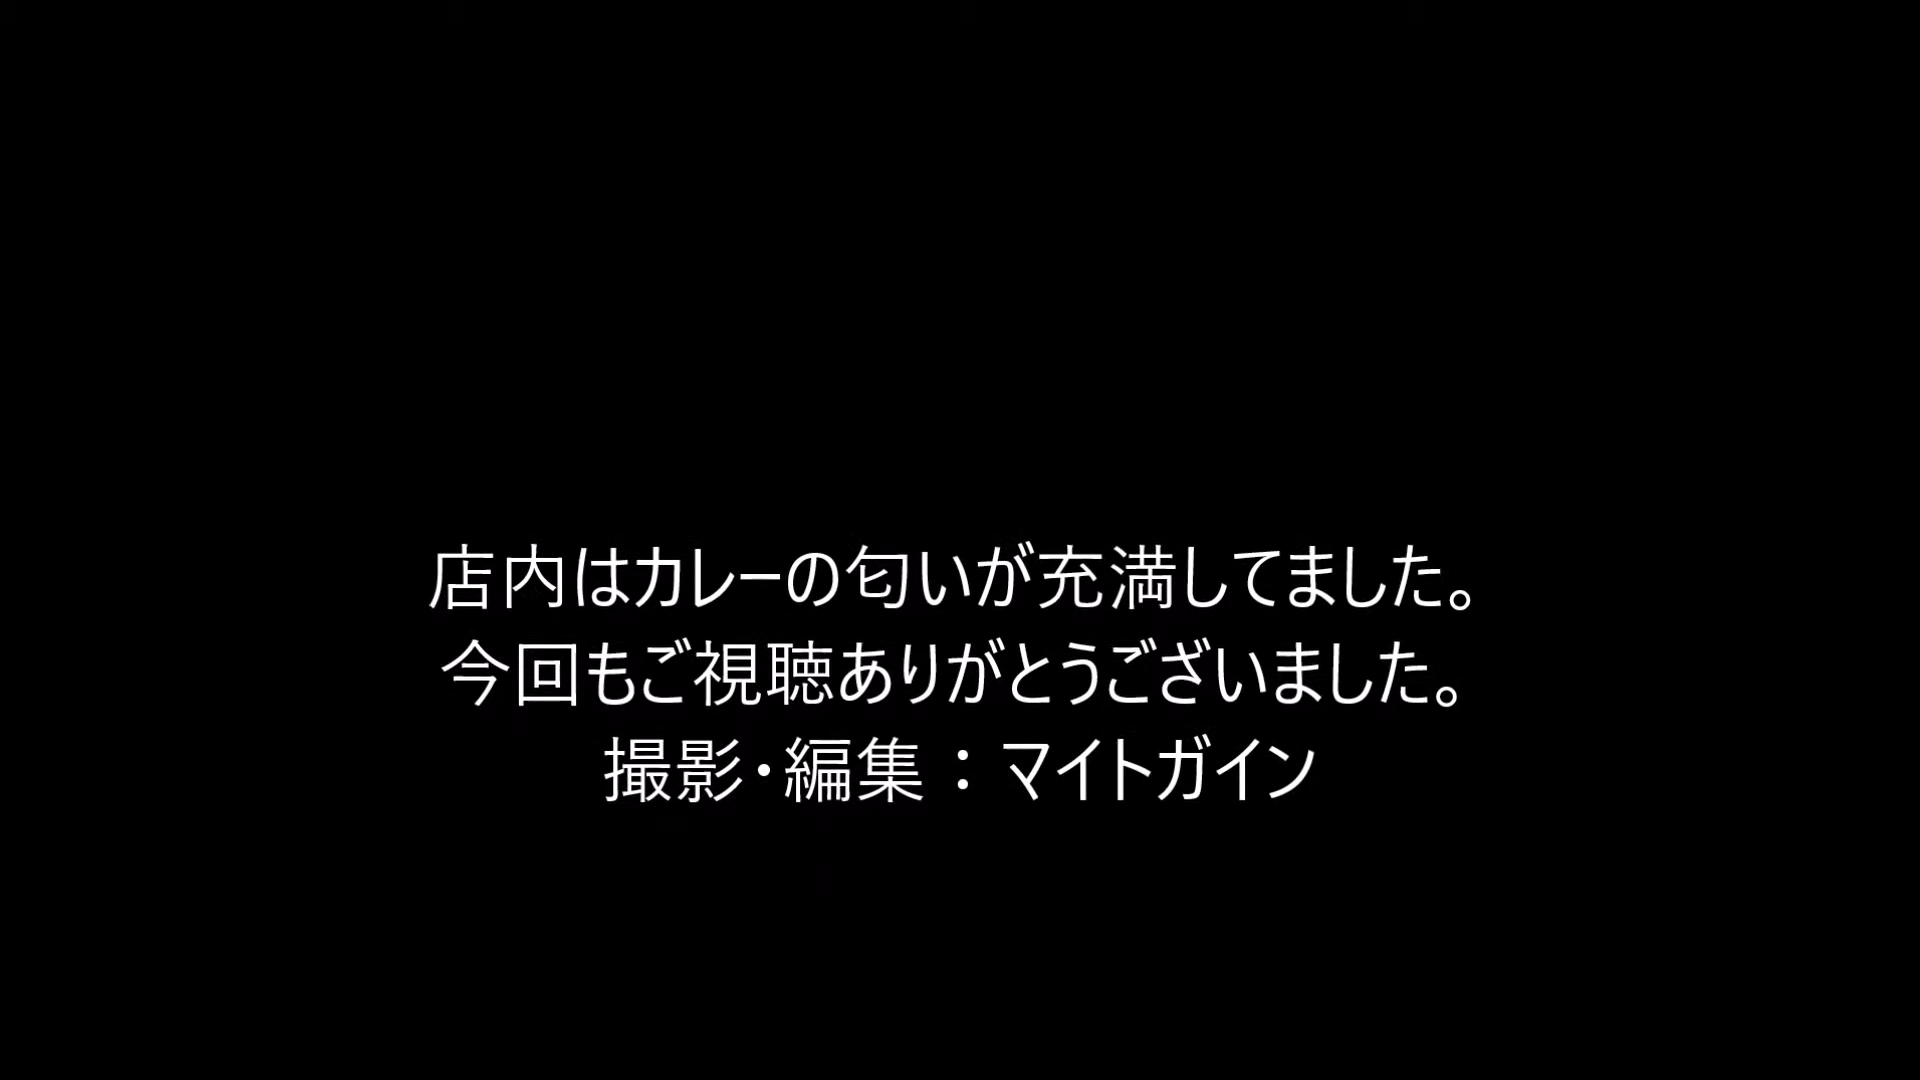 店内はカレーの匂いが充満してました。
今回もご視聴ありがとうございました。
撮影・編集：マイトガイン